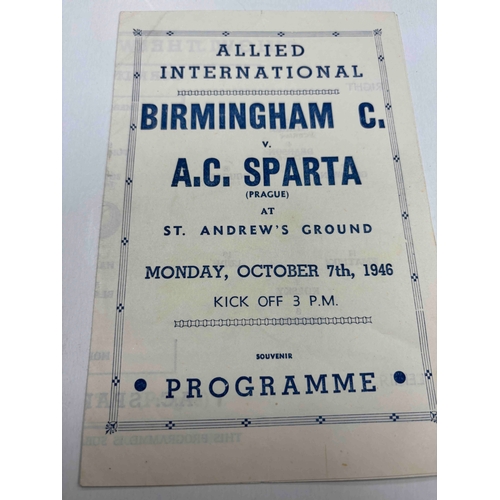 ALLIED
INTERNATIONAL
BIRMINGHAM C.
v.
A.C. SPARTA
(PRAGUE)
AT
ST. ANDREW'S GROUND
MONDAY, OCTOBER 7th, 1946
KICK OFF 3 P.M.
SOUVENIR
• PROGRAMME •